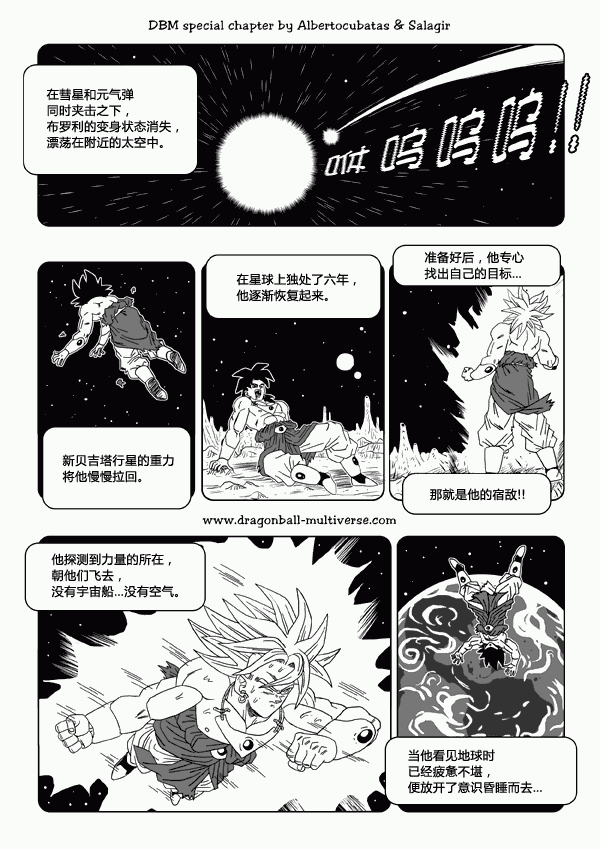 DBM special chapter by Albertocubatas & Salagir
在彗星和元气弹
同时夹击之下，
布罗利的变身状态消失，
漂荡在附近的太空中。
咻呜呜呜!!
新贝吉塔行星的重力
将他慢慢拉回。
在星球上独处了六年，
他逐渐恢复起来。
准备好后，他专心
找出自己的目标...
那就是他的宿敌!!
www.dragonball-multiverse.com
他探测到力量的所在，
朝他们飞去，
没有宇宙船...没有空气。
当他看见地球时
已经疲惫不堪，
便放开了意识昏睡而去...